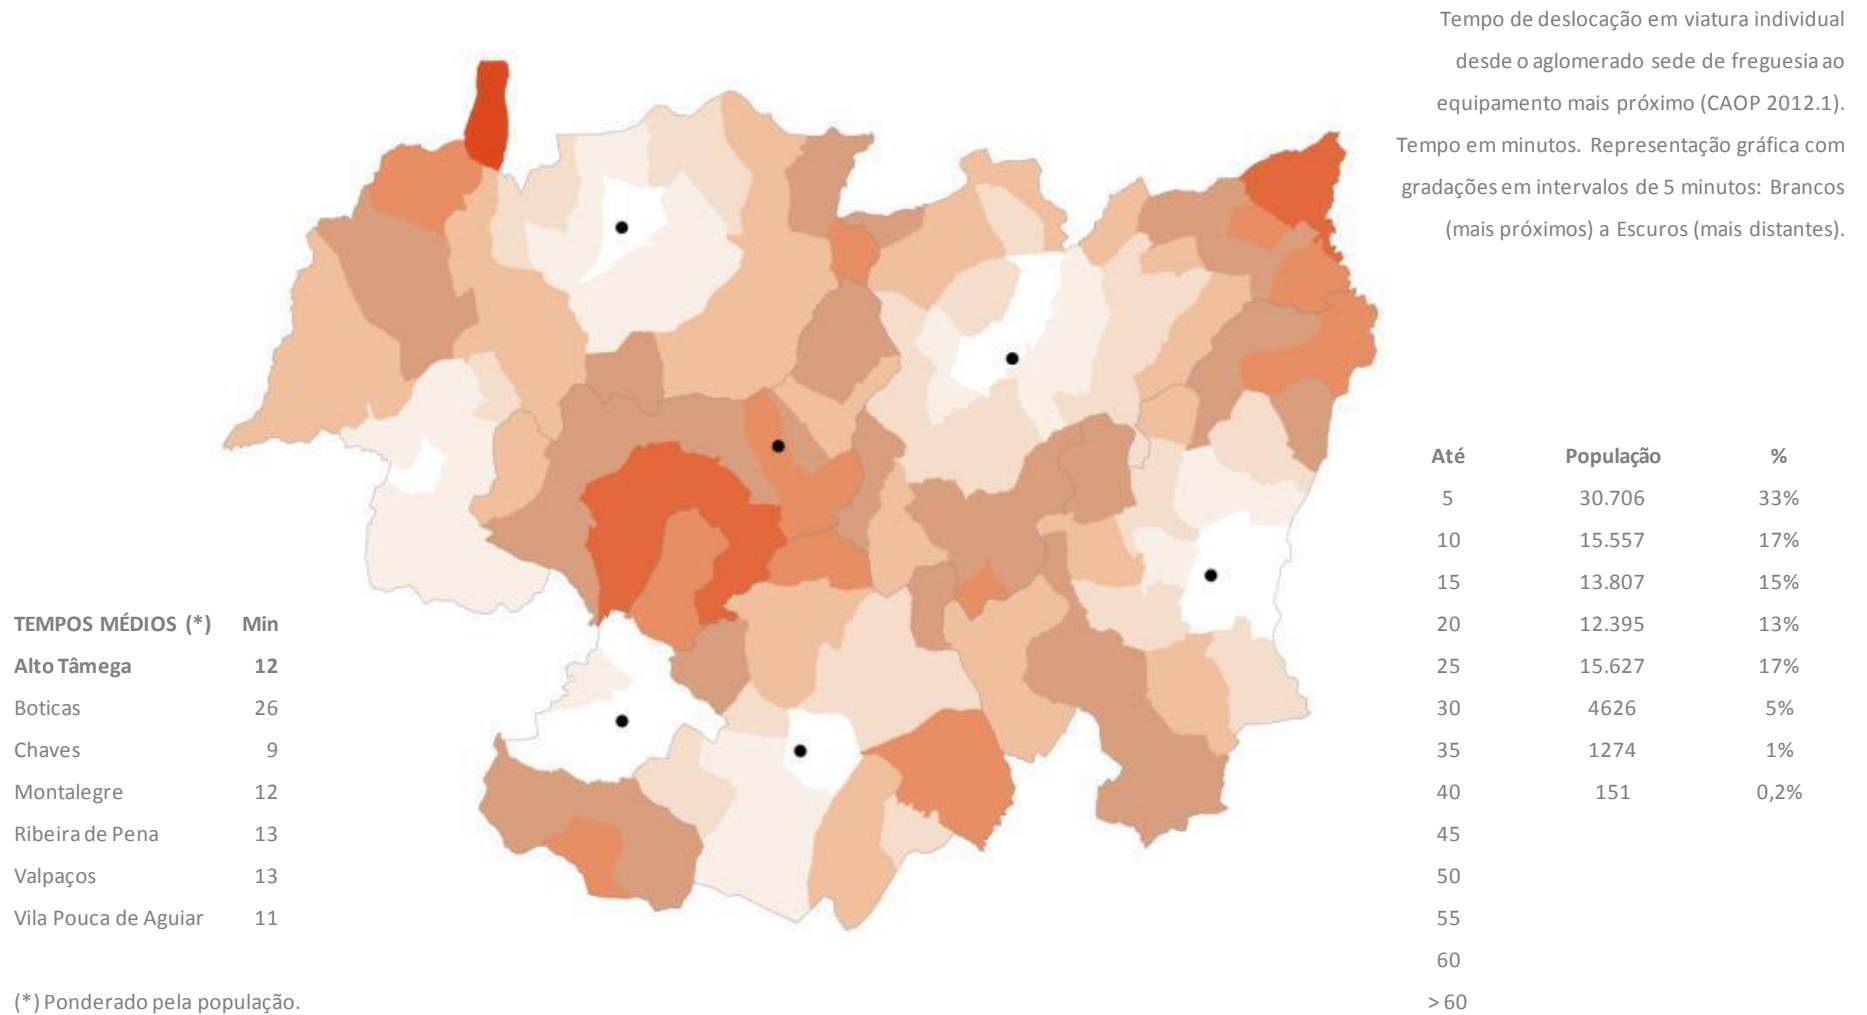 Tempo de deslocação em viatura individual
desde o aglomerado sede de freguesia ao
equipamento mais próximo (CAOP 2012.1).
Tempo em minutos. Representação gráfica com
gradações em intervalos de 5 minutos: Brancos
(mais próximos) a Escuros (mais distantes).
Até População %
5 30.706 33%
10 15.557 17%
15 13.807 15%
20 12.395 13%
25 15.627 17%
30 4626 5%
35 1274 1%
40 151 0,2%
45
50
55
60
> 60
TEMPOS MÉDIOS (*) Min
Alto Tâmega 12
Boticas 26
Chaves 9
Montalegre 12
Ribeira de Pena 13
Valpaços 13
Vila Pouca de Aguiar 11
(*) Ponderado pela população.